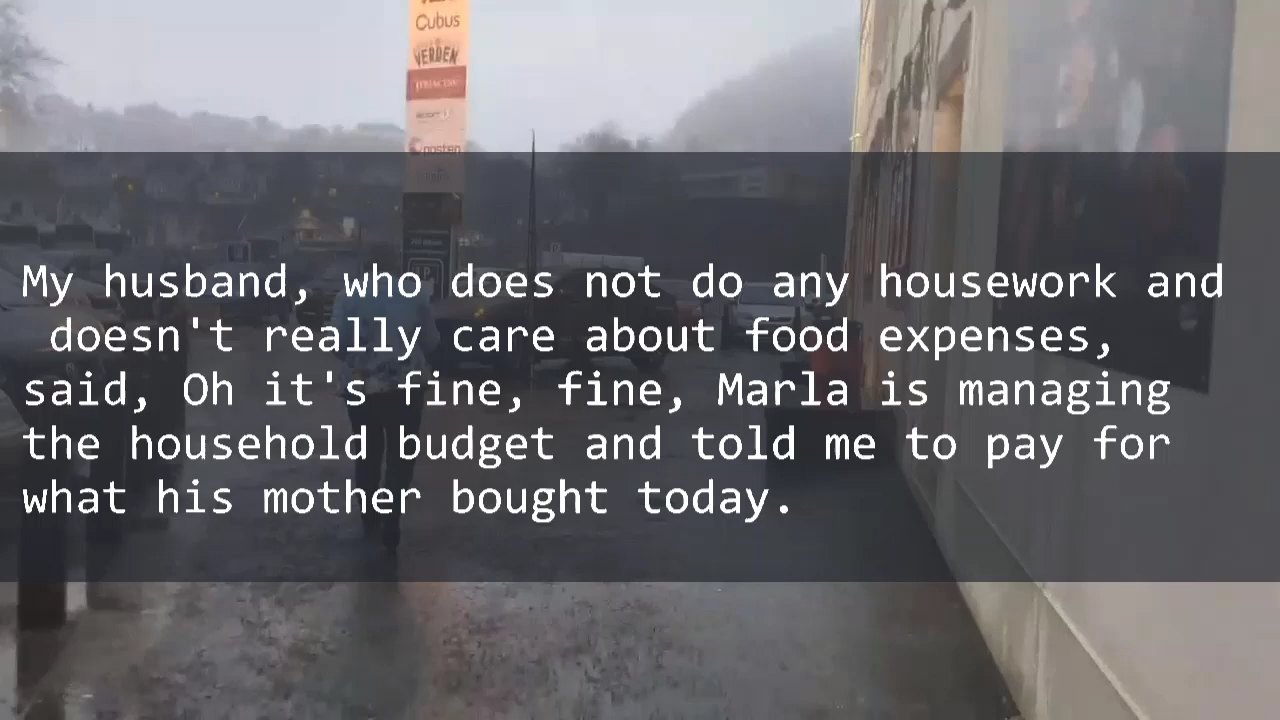 Cubus
VERDEN
posten
My husband, who does not do any housework and
doesn't really care about food expenses,
said, Oh it's fine, fine, Marla is managing
the household budget and told me to pay for
what his mother bought today.